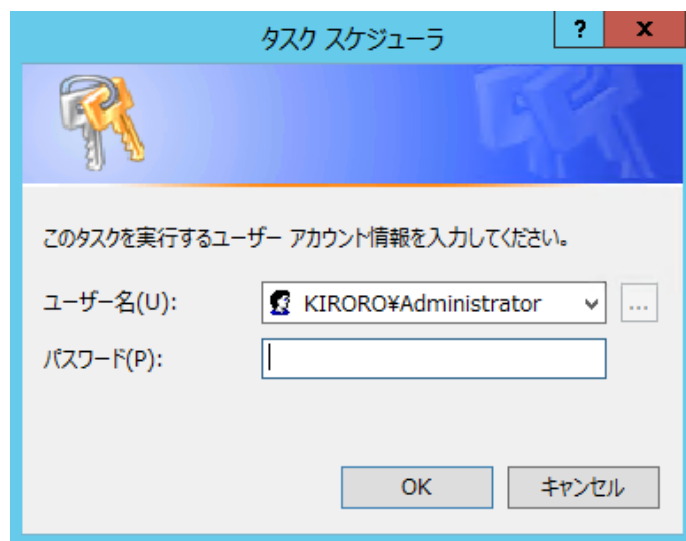 タスク スケジューラ
? x
このタスクを実行するユーザー アカウント情報を入力してください。
ユーザー名(U): KIRORO¥Administrator ...
パスワード(P):
OK キャンセル